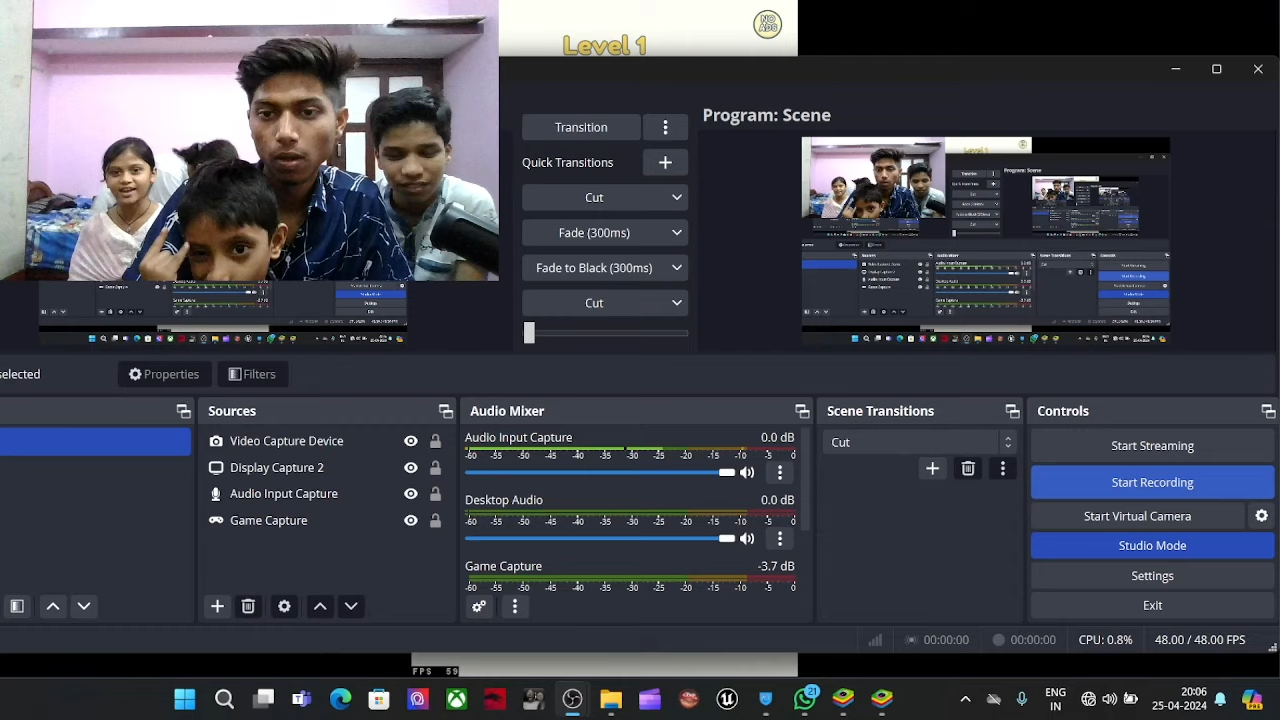 NO
ADS
Level 1
Program: Scene
Transition
Quick Transitions
Cut
Fade (300ms)
Fade to Black (300ms)
Cut
selected
Properties
Filters
Sources
Video Capture Device
Display Capture 2
Audio Input Capture
Game Capture
Audio Mixer
Audio Input Capture 0.0 dB
-60 -55 -50 -45 -40 -35 -30 -25 -20 -15 -10 -5 0
Desktop Audio 0.0 dB
-60 -55 -50 -45 -40 -35 -30 -25 -20 -15 -10 -5 0
Game Capture -3.7 dB
-60 -55 -50 -45 -40 -35 -30 -25 -20 -15 -10 -5 0
Scene Transitions
Cut
Controls
Start Streaming
Start Recording
Start Virtual Camera
Studio Mode
Settings
Exit
00:00:00 00:00:00 CPU: 0.8% 48.00 / 48.00 FPS
FPS 59
21
ENG
IN
20:06
25-04-2024